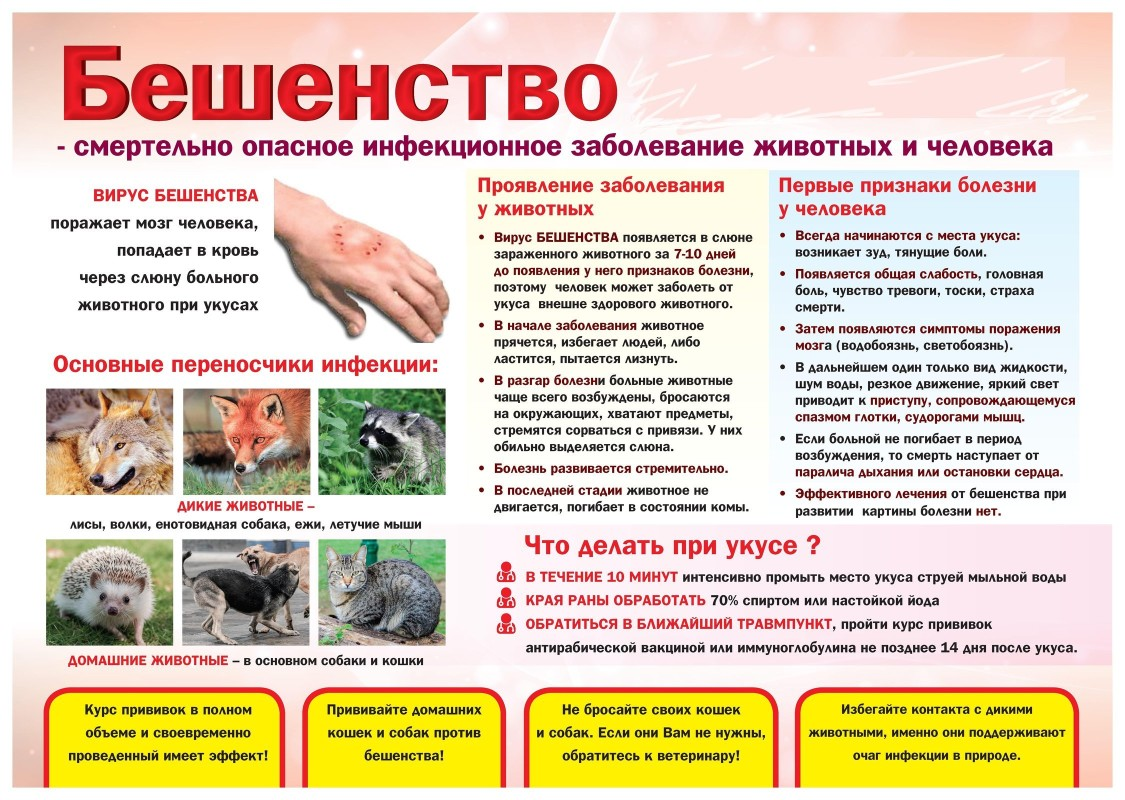 Бешенство
- смертельно опасное инфекционное заболевание животных и человека
ВИРУС БЕШЕНСТВА
поражает мозг человека,
попадает в кровь
через слюну больного
животного при укусах
Основные переносчики инфекции:
ДИКИЕ ЖИВОТНЫЕ –
лисы, волки, енотовидная собака, ежи, летучие мыши
ДОМАШНИЕ ЖИВОТНЫЕ – в основном собаки и кошки
Проявление заболевания
у животных
• Вирус БЕШЕНСТВА появляется в слюне
зараженного животного за 7-10 дней
до появления у него признаков болезни,
поэтому человек может заболеть от
укуса внешне здорового животного.
• В начале заболевания животное
прячется, избегает людей, либо
ластится, пытается лизнуть.
• В разгар болезни больные животные
чаще всего возбуждены, бросаются
на окружающих, хватают предметы,
стремятся сорваться с привязи. У них
обильно выделяется слюна.
• Болезнь развивается стремительно.
• В последней стадии животное не
двигается, погибает в состоянии комы.
Первые признаки болезни
у человека
• Всегда начинаются с места укуса:
возникает зуд, тянущие боли.
• Появляется общая слабость, головная
боль, чувство тревоги, тоски, страха
смерти.
• Затем появляются симптомы поражения
мозга (водобоязнь, светобоязнь).
• В дальнейшем один только вид жидкости,
шум воды, резкое движение, яркий свет
приводит к приступу, сопровождающемуся
спазмом глотки, судорогами мышц.
• Если больной не погибает в период
возбуждения, то смерть наступает от
паралича дыхания или остановки сердца.
• Эффективного лечения от бешенства при
развитии картины болезни нет.
Что делать при укусе ?
В ТЕЧЕНИЕ 10 МИНУТ интенсивно промыть место укуса струей мыльной воды
КРАЯ РАНЫ ОБРАБОТАТЬ 70% спиртом или настойкой йода
ОБРАТИТЬСЯ В БЛИЖАЙШИЙ ТРАВМПУНКТ, пройти курс прививок
антирабической вакциной или иммуноглобулина не позднее 14 дня после укуса.
Курс прививок в полном
объеме и своевременно
проведенный имеет эффект!
Прививайте домашних
кошек и собак против
бешенства!
Не бросайте своих кошек
и собак. Если они Вам не нужны,
обратитесь к ветеринару!
Избегайте контакта с дикими
животными, именно они поддерживают
очаг инфекции в природе.